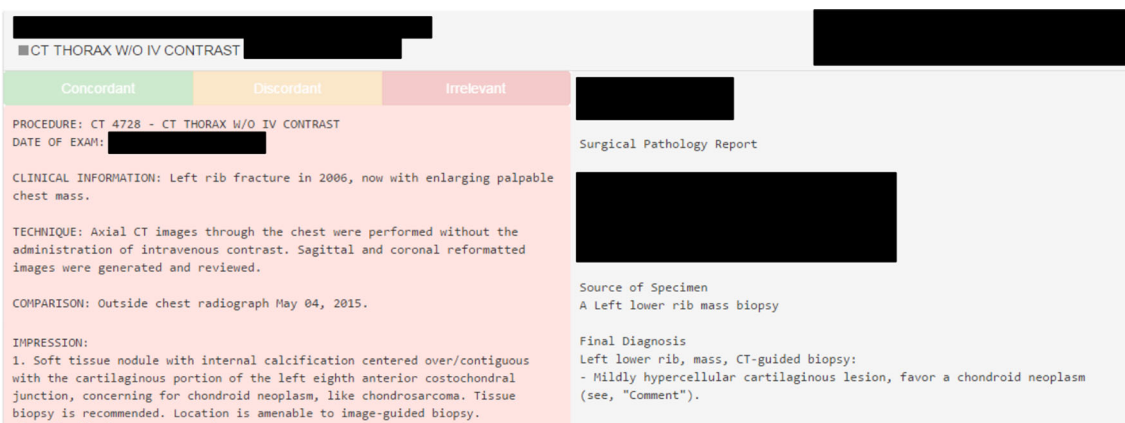 CT THORAX W/O IV CONTRAST
Concordant Discordant Irrelevant
PROCEDURE: CT 4728 - CT THORAX W/O IV CONTRAST
DATE OF EXAM:
CLINICAL INFORMATION: Left rib fracture in 2006, now with enlarging palpable
chest mass.
TECHNIQUE: Axial CT images through the chest were performed without the
administration of intravenous contrast. Sagittal and coronal reformatted
images were generated and reviewed.
COMPARISON: Outside chest radiograph May 04, 2015.
IMPRESSION:
1. Soft tissue nodule with internal calcification centered over/contiguous
with the cartilaginous portion of the left eighth anterior costochondral
junction, concerning for chondroid neoplasm, like chondrosarcoma. Tissue
biopsy is recommended. Location is amenable to image-guided biopsy.
Surgical Pathology Report
Source of Specimen
A Left lower rib mass biopsy
Final Diagnosis
Left lower rib, mass, CT-guided biopsy:
- Mildly hypercellular cartilaginous lesion, favor a chondroid neoplasm
(see, "Comment").